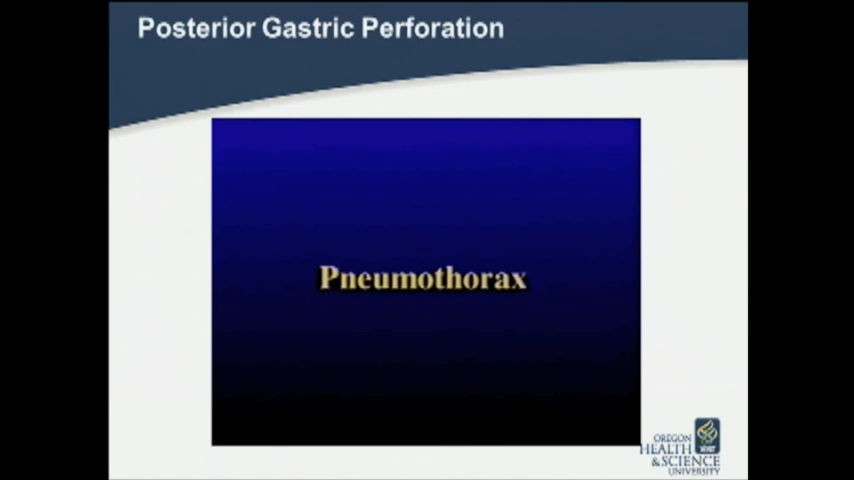 Posterior Gastric Perforation
Pneumothorax
OREGON
HEALTH
& SCIENCE
UNIVERSITY